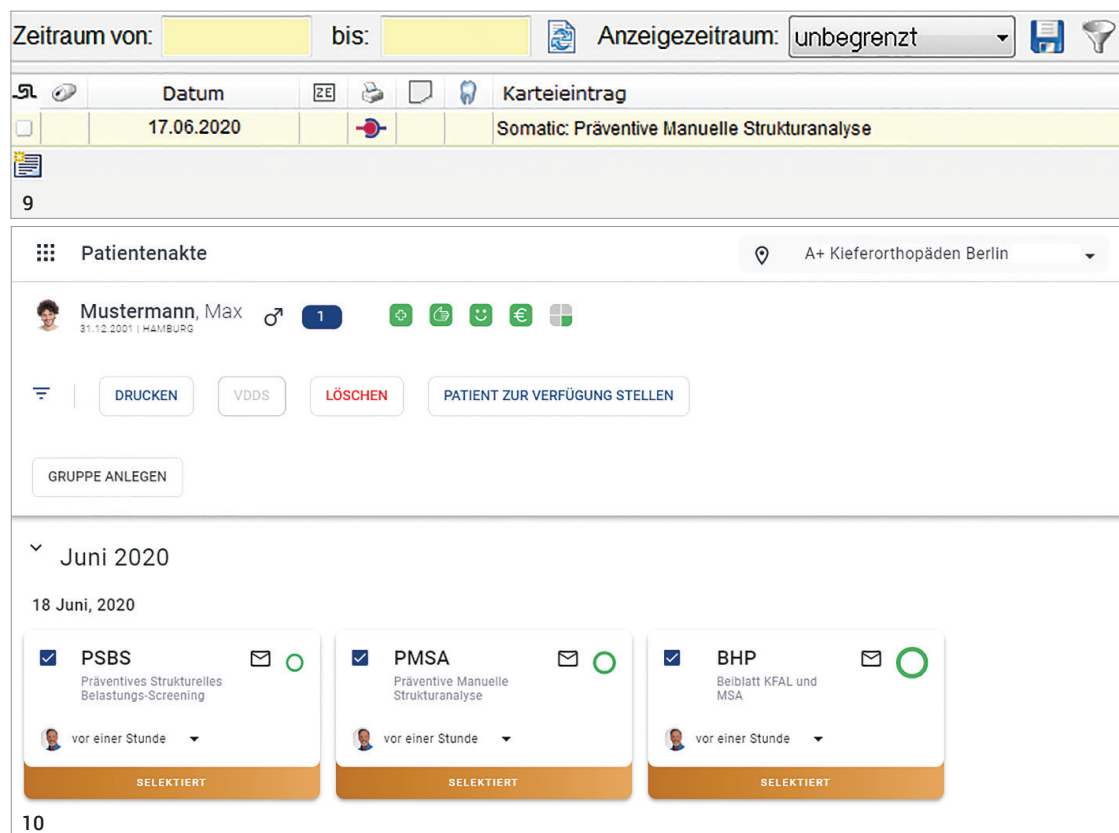 Zeitraum von: bis: Anzeigezeitraum: unbegrenzt
ZE Datum Karteieintrag
17.06.2020 Somatic: Präventive Manuelle Strukturanalyse
9
Patientenakte A+ Kieferorthopäden Berlin
Mustermann, Max 1
31.12.2001 | HAMBURG
DRUCKEN VDDS LÖSCHEN PATIENT ZUR VERFÜGUNG STELLEN
GRUPPE ANLEGEN
Juni 2020
18 Juni, 2020
PSBS
Präventives Strukturelles
Belastungs-Screening
vor einer Stunde
SELEKTIERT
PMSA
Präventive Manuelle
Strukturanalyse
vor einer Stunde
SELEKTIERT
BHP
Beiblatt KFAL und
MSA
vor einer Stunde
SELEKTIERT
10